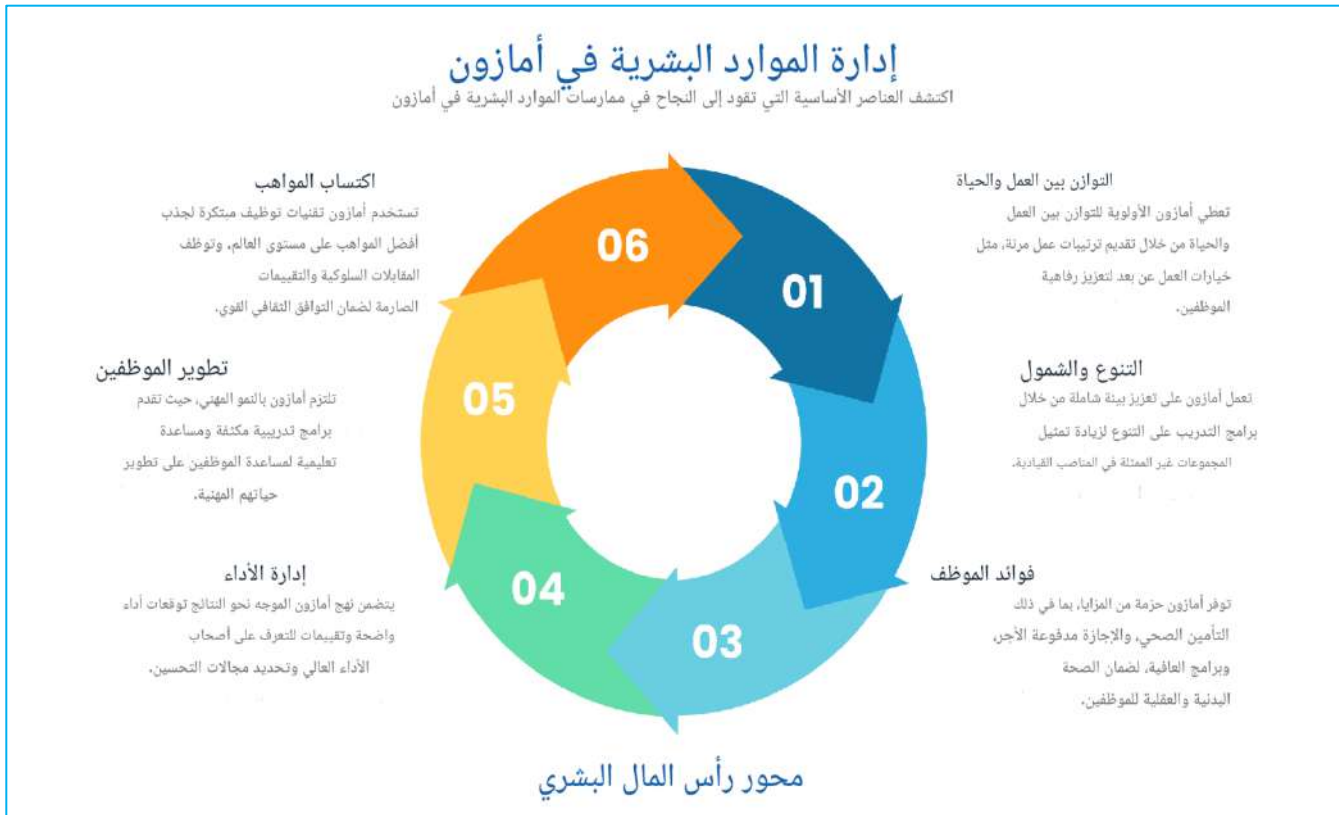 إدارة الموارد البشرية في أمازون
اكتشف العناصر الأساسية التي تقود إلى النجاح في ممارسات الموارد البشرية في أمازون
التوازن بين العمل والحياة
تعطي أمازون الأولوية للتوازن بين العمل
والحياة من خلال تقديم ترتيبات عمل مرنة، مثل
خيارات العمل عن بعد لتعزيز رفاهية
الموظفين.
01
التنوع والشمول
تعمل أمازون على تعزيز بيئة شاملة من خلال
برامج التدريب على التنوع لزيادة تمثيل
المجموعات غير الممثلة في المناصب القيادية.
02
فوائد الموظف
توفر أمازون حزمة من المزايا، بما في ذلك
التأمين الصحي، والإجازة مدفوعة الأجر،
وبرامج العافية، لضمان الصحة
البدنية والعقلية للموظفين.
03
إدارة الأداء
يتضمن نهج أمازون الموجه نحو النتائج توقعات أداء
واضحة وتقييمات للتعرف على أصحاب
الأداء العالي وتحديد مجالات التحسين.
04
تطوير الموظفين
تلتزم أمازون بالنمو المهني، حيث تقدم
برامج تدريبية مكثفة ومساعدة
تعليمية لمساعدة الموظفين على تطوير
حياتهم المهنية.
05
اكتساب المواهب
تستخدم أمازون تقنيات توظيف مبتكرة لجذب
أفضل المواهب على مستوى العالم، وتوظف
المقابلات السلوكية والتقييمات
الصارمة لضمان التوافق الثقافي القوي.
06
محور رأس المال البشري